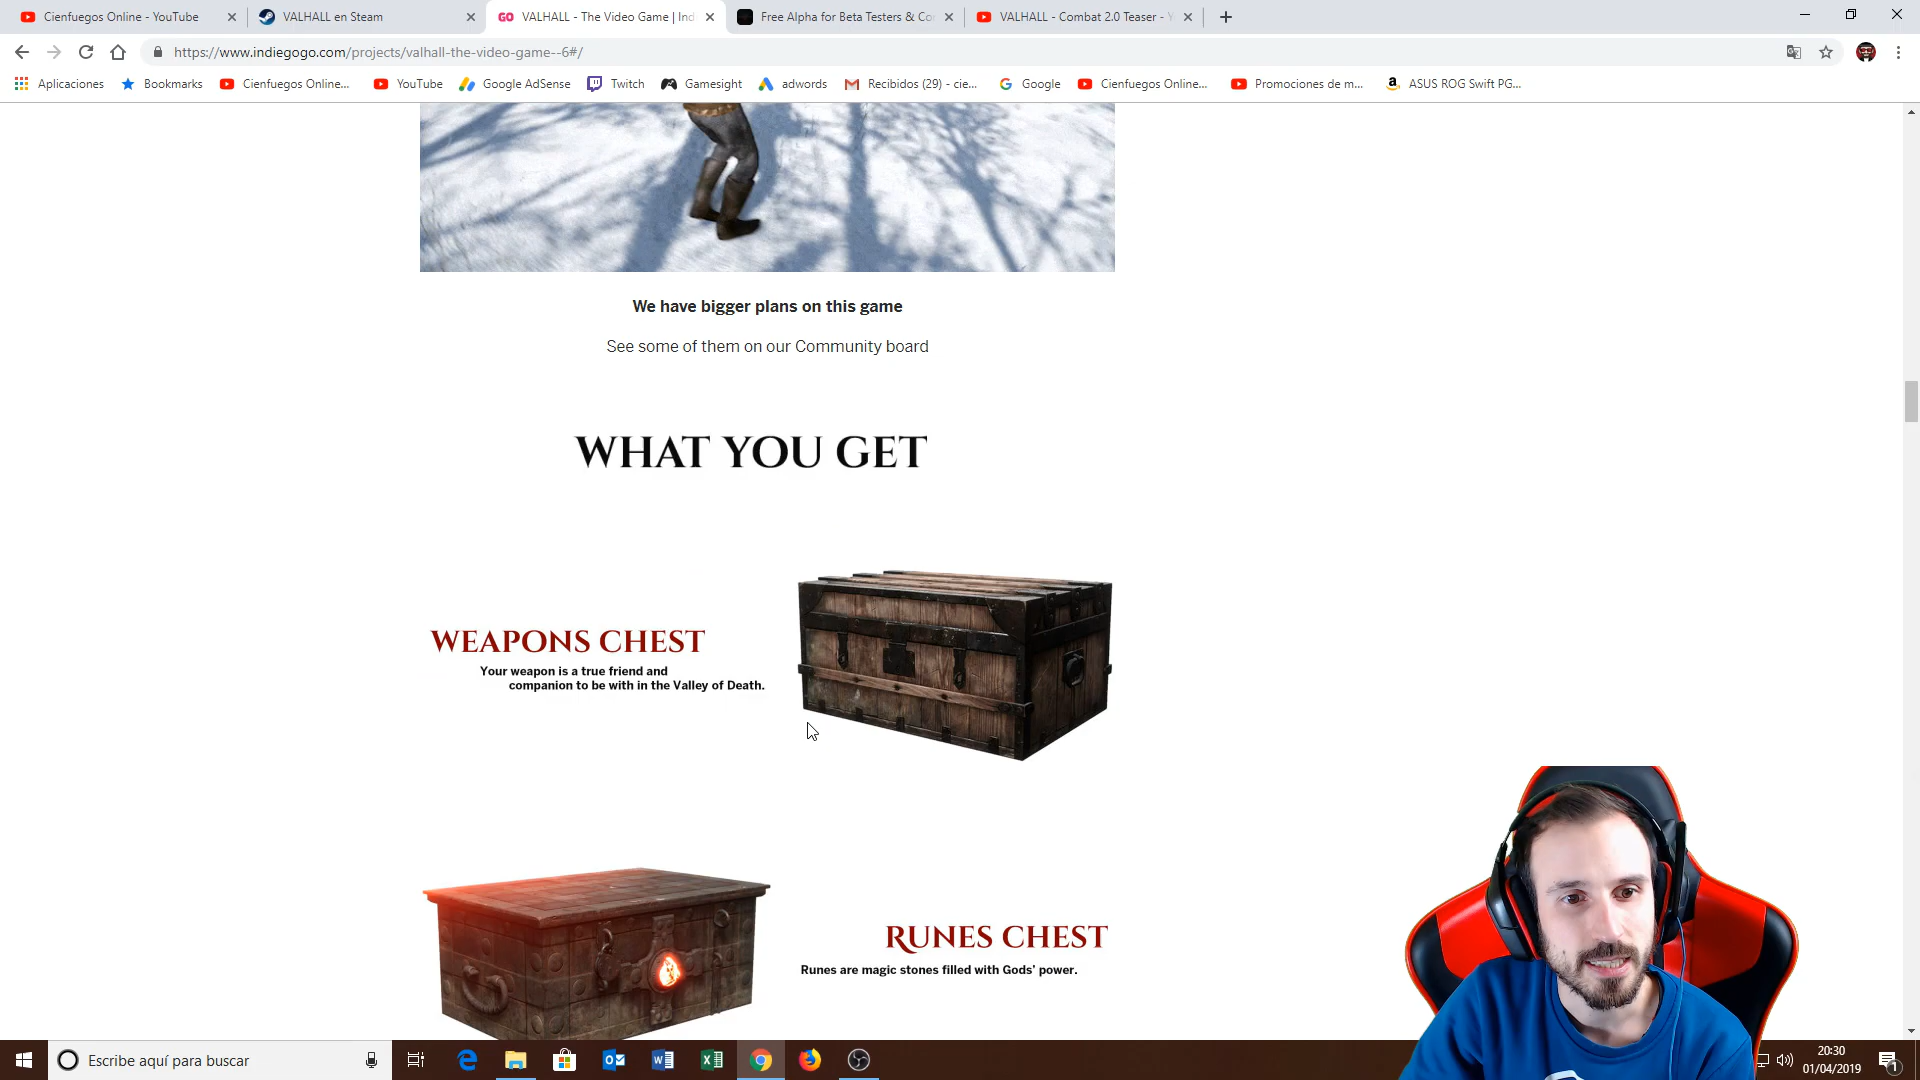 Cienfuegos Online - YouTube
VALHALL en Steam
GO VALHALL - The Video Game | Ind
Free Alpha for Beta Testers & Co
VALHALL - Combat 2.0 Teaser - Y
https://www.indiegogo.com/projects/valhall-the-video-game--6#/
Aplicaciones
Bookmarks
Cienfuegos Online...
YouTube
Google AdSense
Twitch
Gamesight
adwords
Recibidos (29) - cie...
Google
Cienfuegos Online...
Promociones de m...
ASUS ROG Swift PG...
We have bigger plans on this game
See some of them on our Community board
WHAT YOU GET
WEAPONS CHEST
Your weapon is a true friend and
companion to be with in the Valley of Death.
RUNES CHEST
Runes are magic stones filled with Gods' power.
Escribe aquí para buscar
20:30
01/04/2019
1